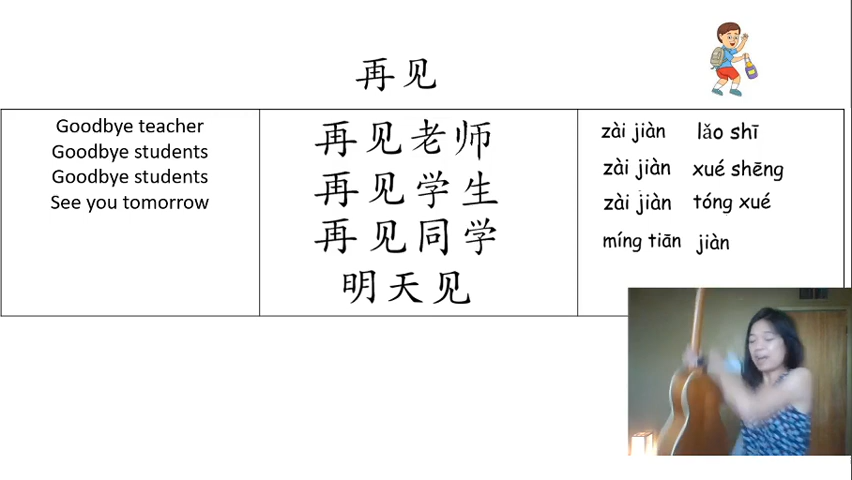 再见
Goodbye teacher
Goodbye students
Goodbye students
See you tomorrow
再见老师
再见学生
再见同学
明天见
zài jiàn lǎo shī
zài jiàn xué shēng
zài jiàn tóng xué
míng tiān jiàn